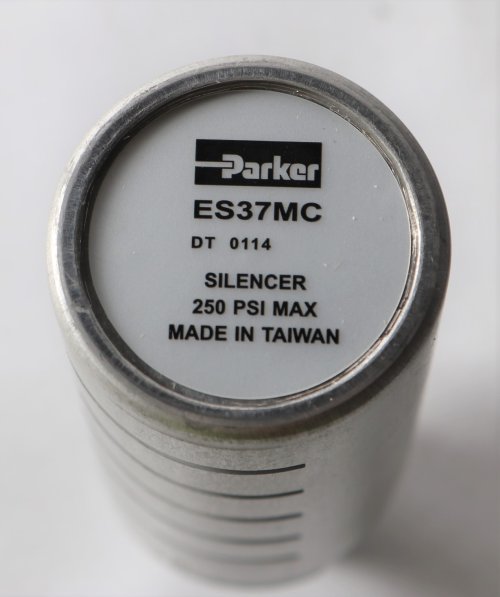 Parker
ES37MC
DT 0114
SILENCER
250 PSI MAX
MADE IN TAIWAN